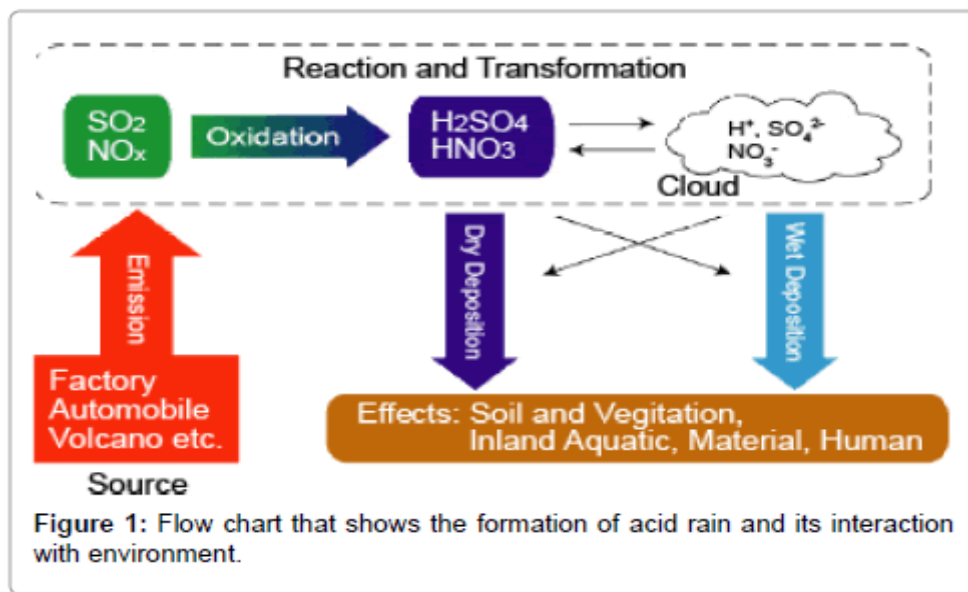 Reaction and Transformation
SO₂
NOₓ
Oxidation
H₂SO₄
HNO₃
H⁺, SO₄²⁻
NO₃⁻
Cloud
Emission
Dry Deposition
Wet Deposition
Factory
Automobile
Volcano etc.
Source
Effects: Soil and Vegitation,
Inland Aquatic, Material, Human
Figure 1: Flow chart that shows the formation of acid rain and its interaction
with environment.